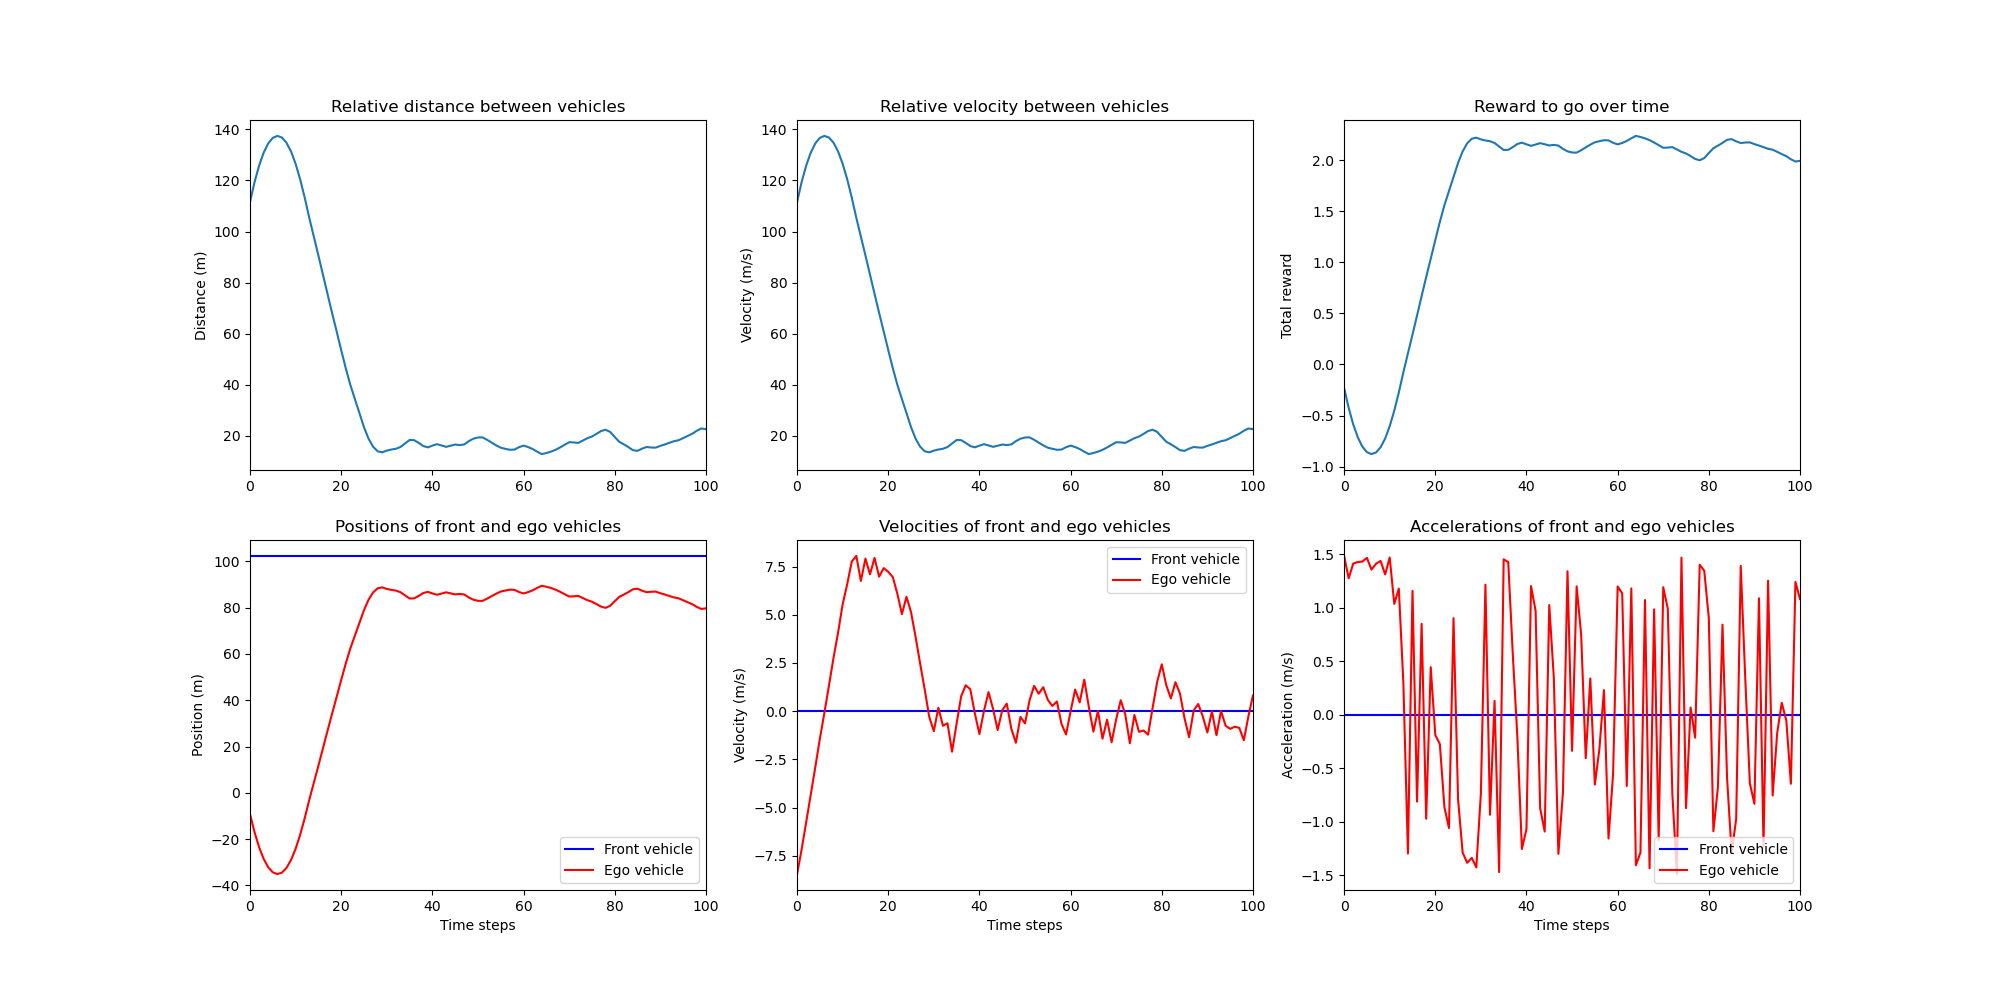 Relative distance between vehicles
Distance (m)
140
120
100
80
60
40
20
0 20 40 60 80 100
Relative velocity between vehicles
Velocity (m/s)
140
120
100
80
60
40
20
0 20 40 60 80 100
Reward to go over time
Total reward
2.0
1.5
1.0
0.5
0.0
−0.5
−1.0
0 20 40 60 80 100
Positions of front and ego vehicles
Position (m)
100
80
60
40
20
0
−20
−40
Front vehicle
Ego vehicle
0 20 40 60 80 100
Time steps
Velocities of front and ego vehicles
Velocity (m/s)
7.5
5.0
2.5
0.0
−2.5
−5.0
−7.5
Front vehicle
Ego vehicle
0 20 40 60 80 100
Time steps
Accelerations of front and ego vehicles
Acceleration (m/s)
1.5
1.0
0.5
0.0
−0.5
−1.0
−1.5
Front vehicle
Ego vehicle
0 20 40 60 80 100
Time steps